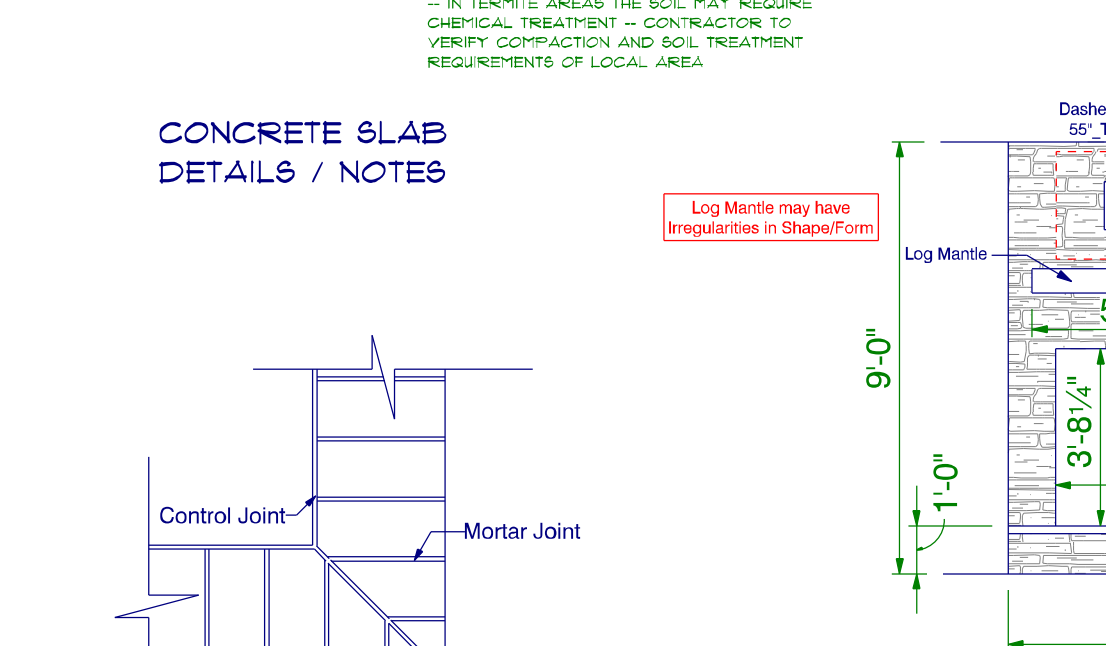 -- IN TERMITE AREAS THE SOIL MAY REQUIRE
CHEMICAL TREATMENT -- CONTRACTOR TO
VERIFY COMPACTION AND SOIL TREATMENT
REQUIREMENTS OF LOCAL AREA
CONCRETE SLAB
DETAILS / NOTES
Log Mantle may have
Irregularities in Shape/Form
Log Mantle
9'-0"
3'-8 1/4"
1'-0"
Control Joint
Mortar Joint